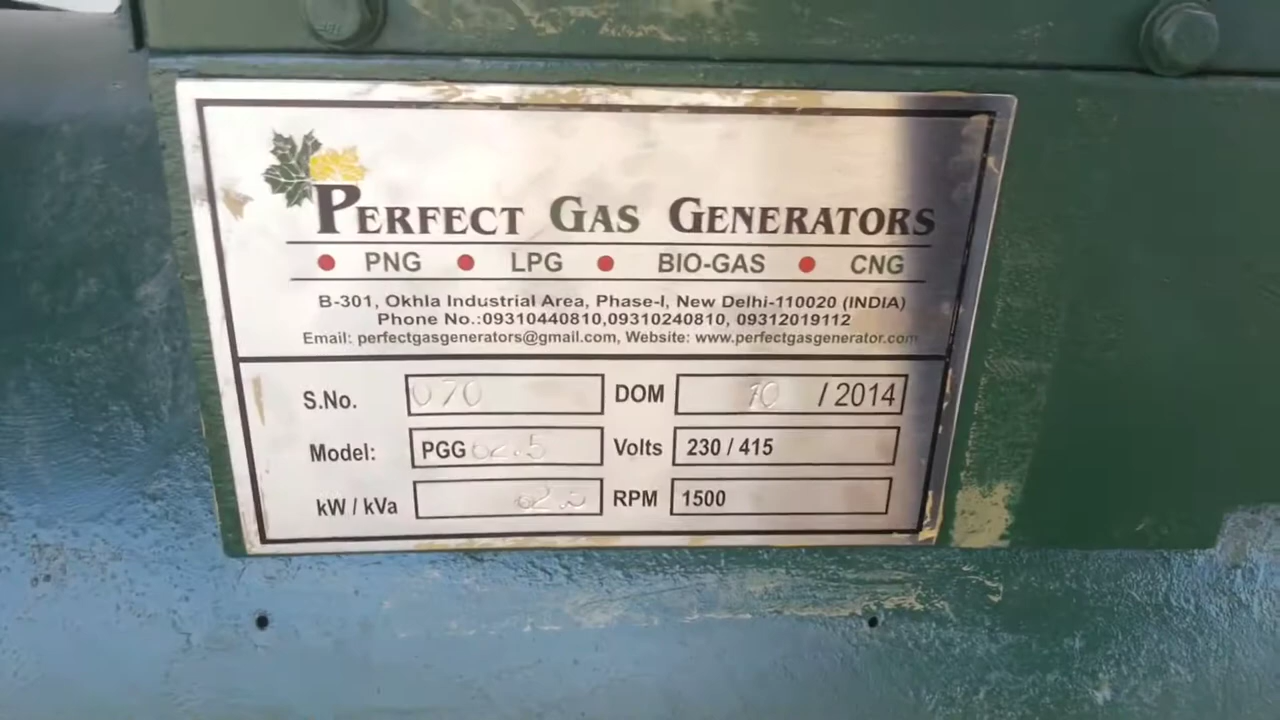 PERFECT GAS GENERATORS
PNG LPG BIO-GAS CNG
B-301, Okhla Industrial Area, Phase-I, New Delhi-110020 (INDIA)
Phone No.:09310440810,09310240810, 09312019112
Email: perfectgasgenerators@gmail.com, Website: www.perfectgasgenerator.com
S.No. 070 DOM 10 / 2014
Model: PGG 62.5 Volts 230 / 415
kW / kVa RPM 1500